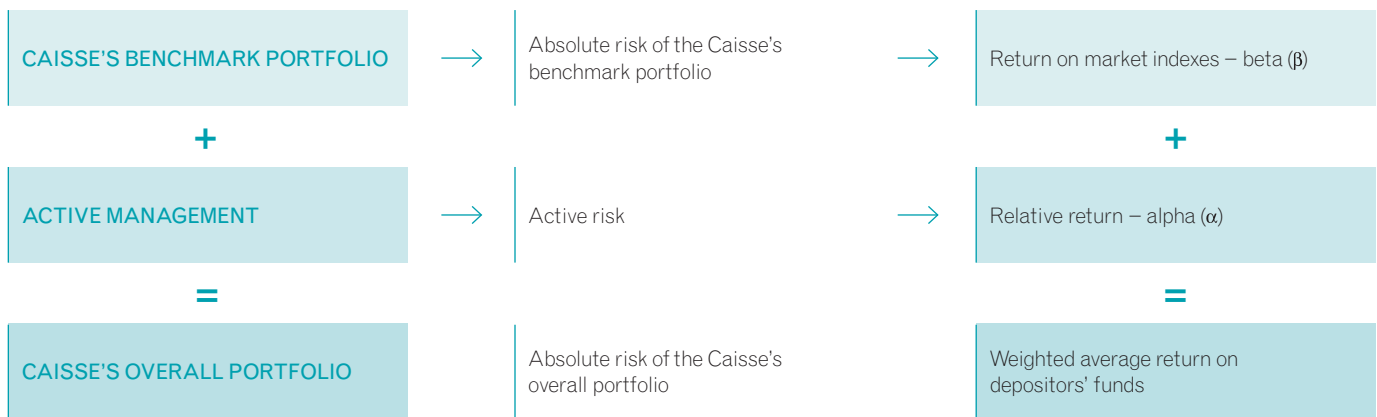 CAISSE'S BENCHMARK PORTFOLIO
Absolute risk of the Caisse's
benchmark portfolio
Return on market indexes – beta (β)
+
+
ACTIVE MANAGEMENT
Active risk
Relative return – alpha (α)
=
=
CAISSE'S OVERALL PORTFOLIO
Absolute risk of the Caisse's
overall portfolio
Weighted average return on
depositors' funds